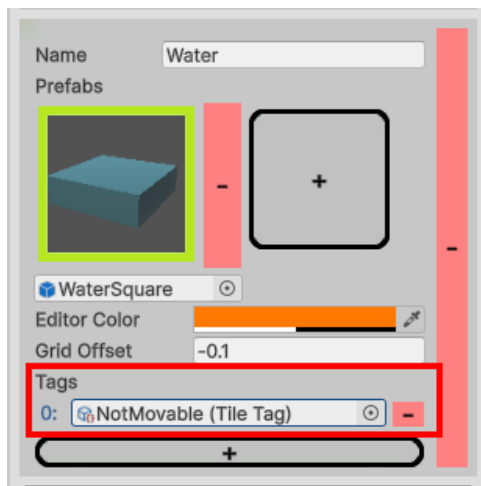 Name Water
Prefabs
- + -
WaterSquare
Editor Color
Grid Offset -0.1
Tags
0: NotMovable (Tile Tag) -
+